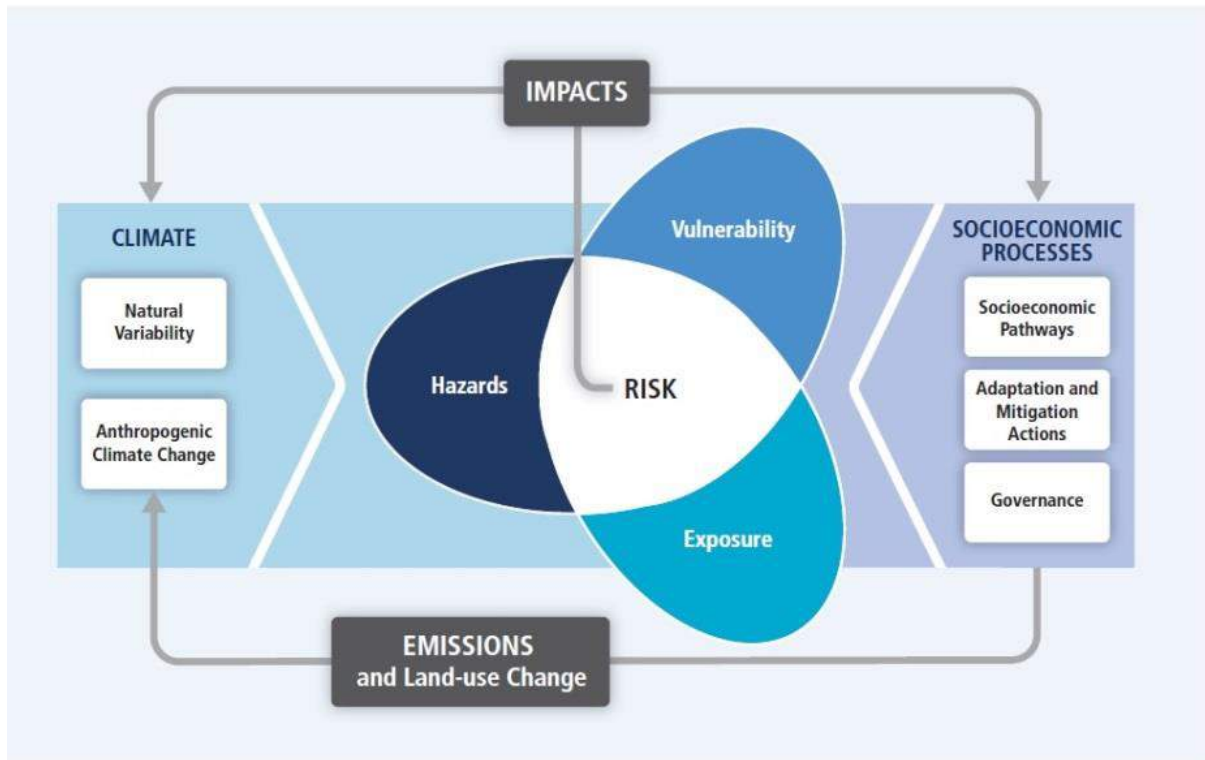 IMPACTS
CLIMATE
Natural
Variability
Anthropogenic
Climate Change
Vulnerability
Hazards
RISK
Exposure
SOCIOECONOMIC
PROCESSES
Socioeconomic
Pathways
Adaptation and
Mitigation
Actions
Governance
EMISSIONS
and Land-use Change